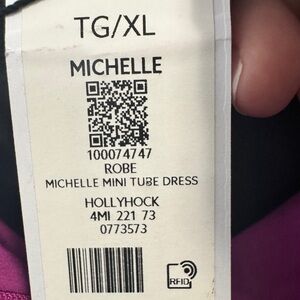 TG/XL
MICHELLE
100074747
ROBE
MICHELLE MINI TUBE DRESS
HOLLYHOCK
4MI 221 73
0773573
RFID